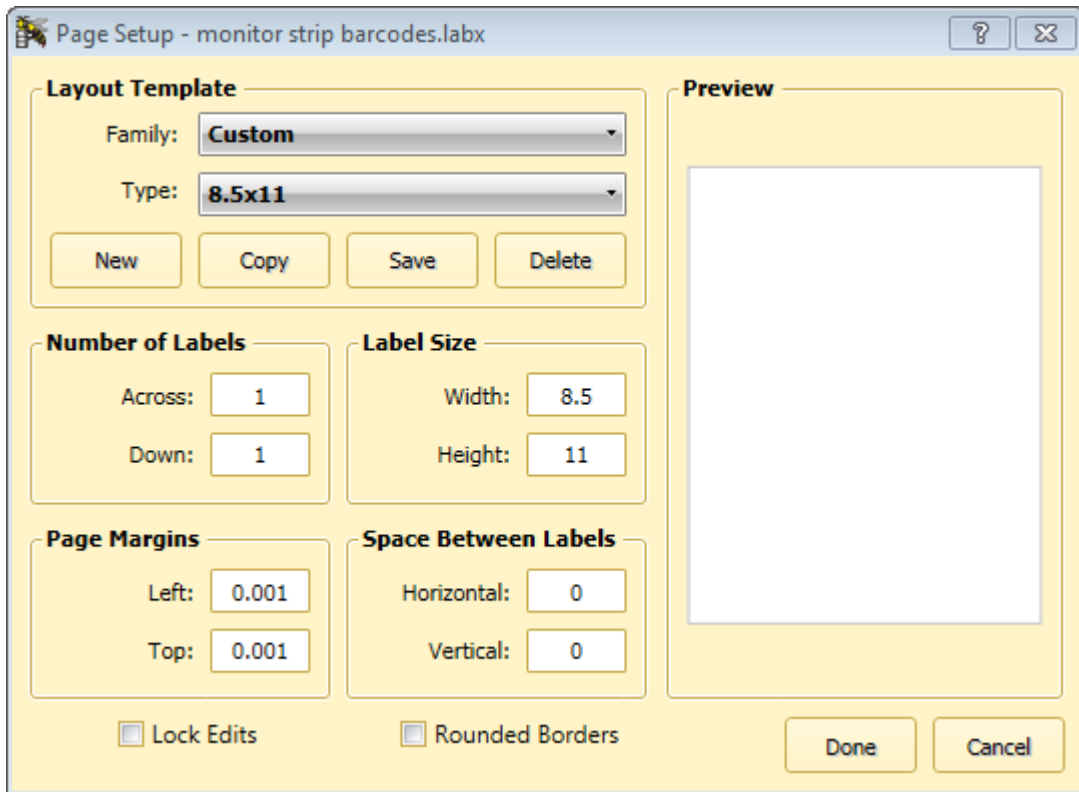 Page Setup - monitor strip barcodes.labx
Layout Template
Family: Custom
Type: 8.5x11
New Copy Save Delete
Number of Labels
Across: 1
Down: 1
Label Size
Width: 8.5
Height: 11
Page Margins
Left: 0.001
Top: 0.001
Space Between Labels
Horizontal: 0
Vertical: 0
Lock Edits
Rounded Borders
Preview
Done Cancel